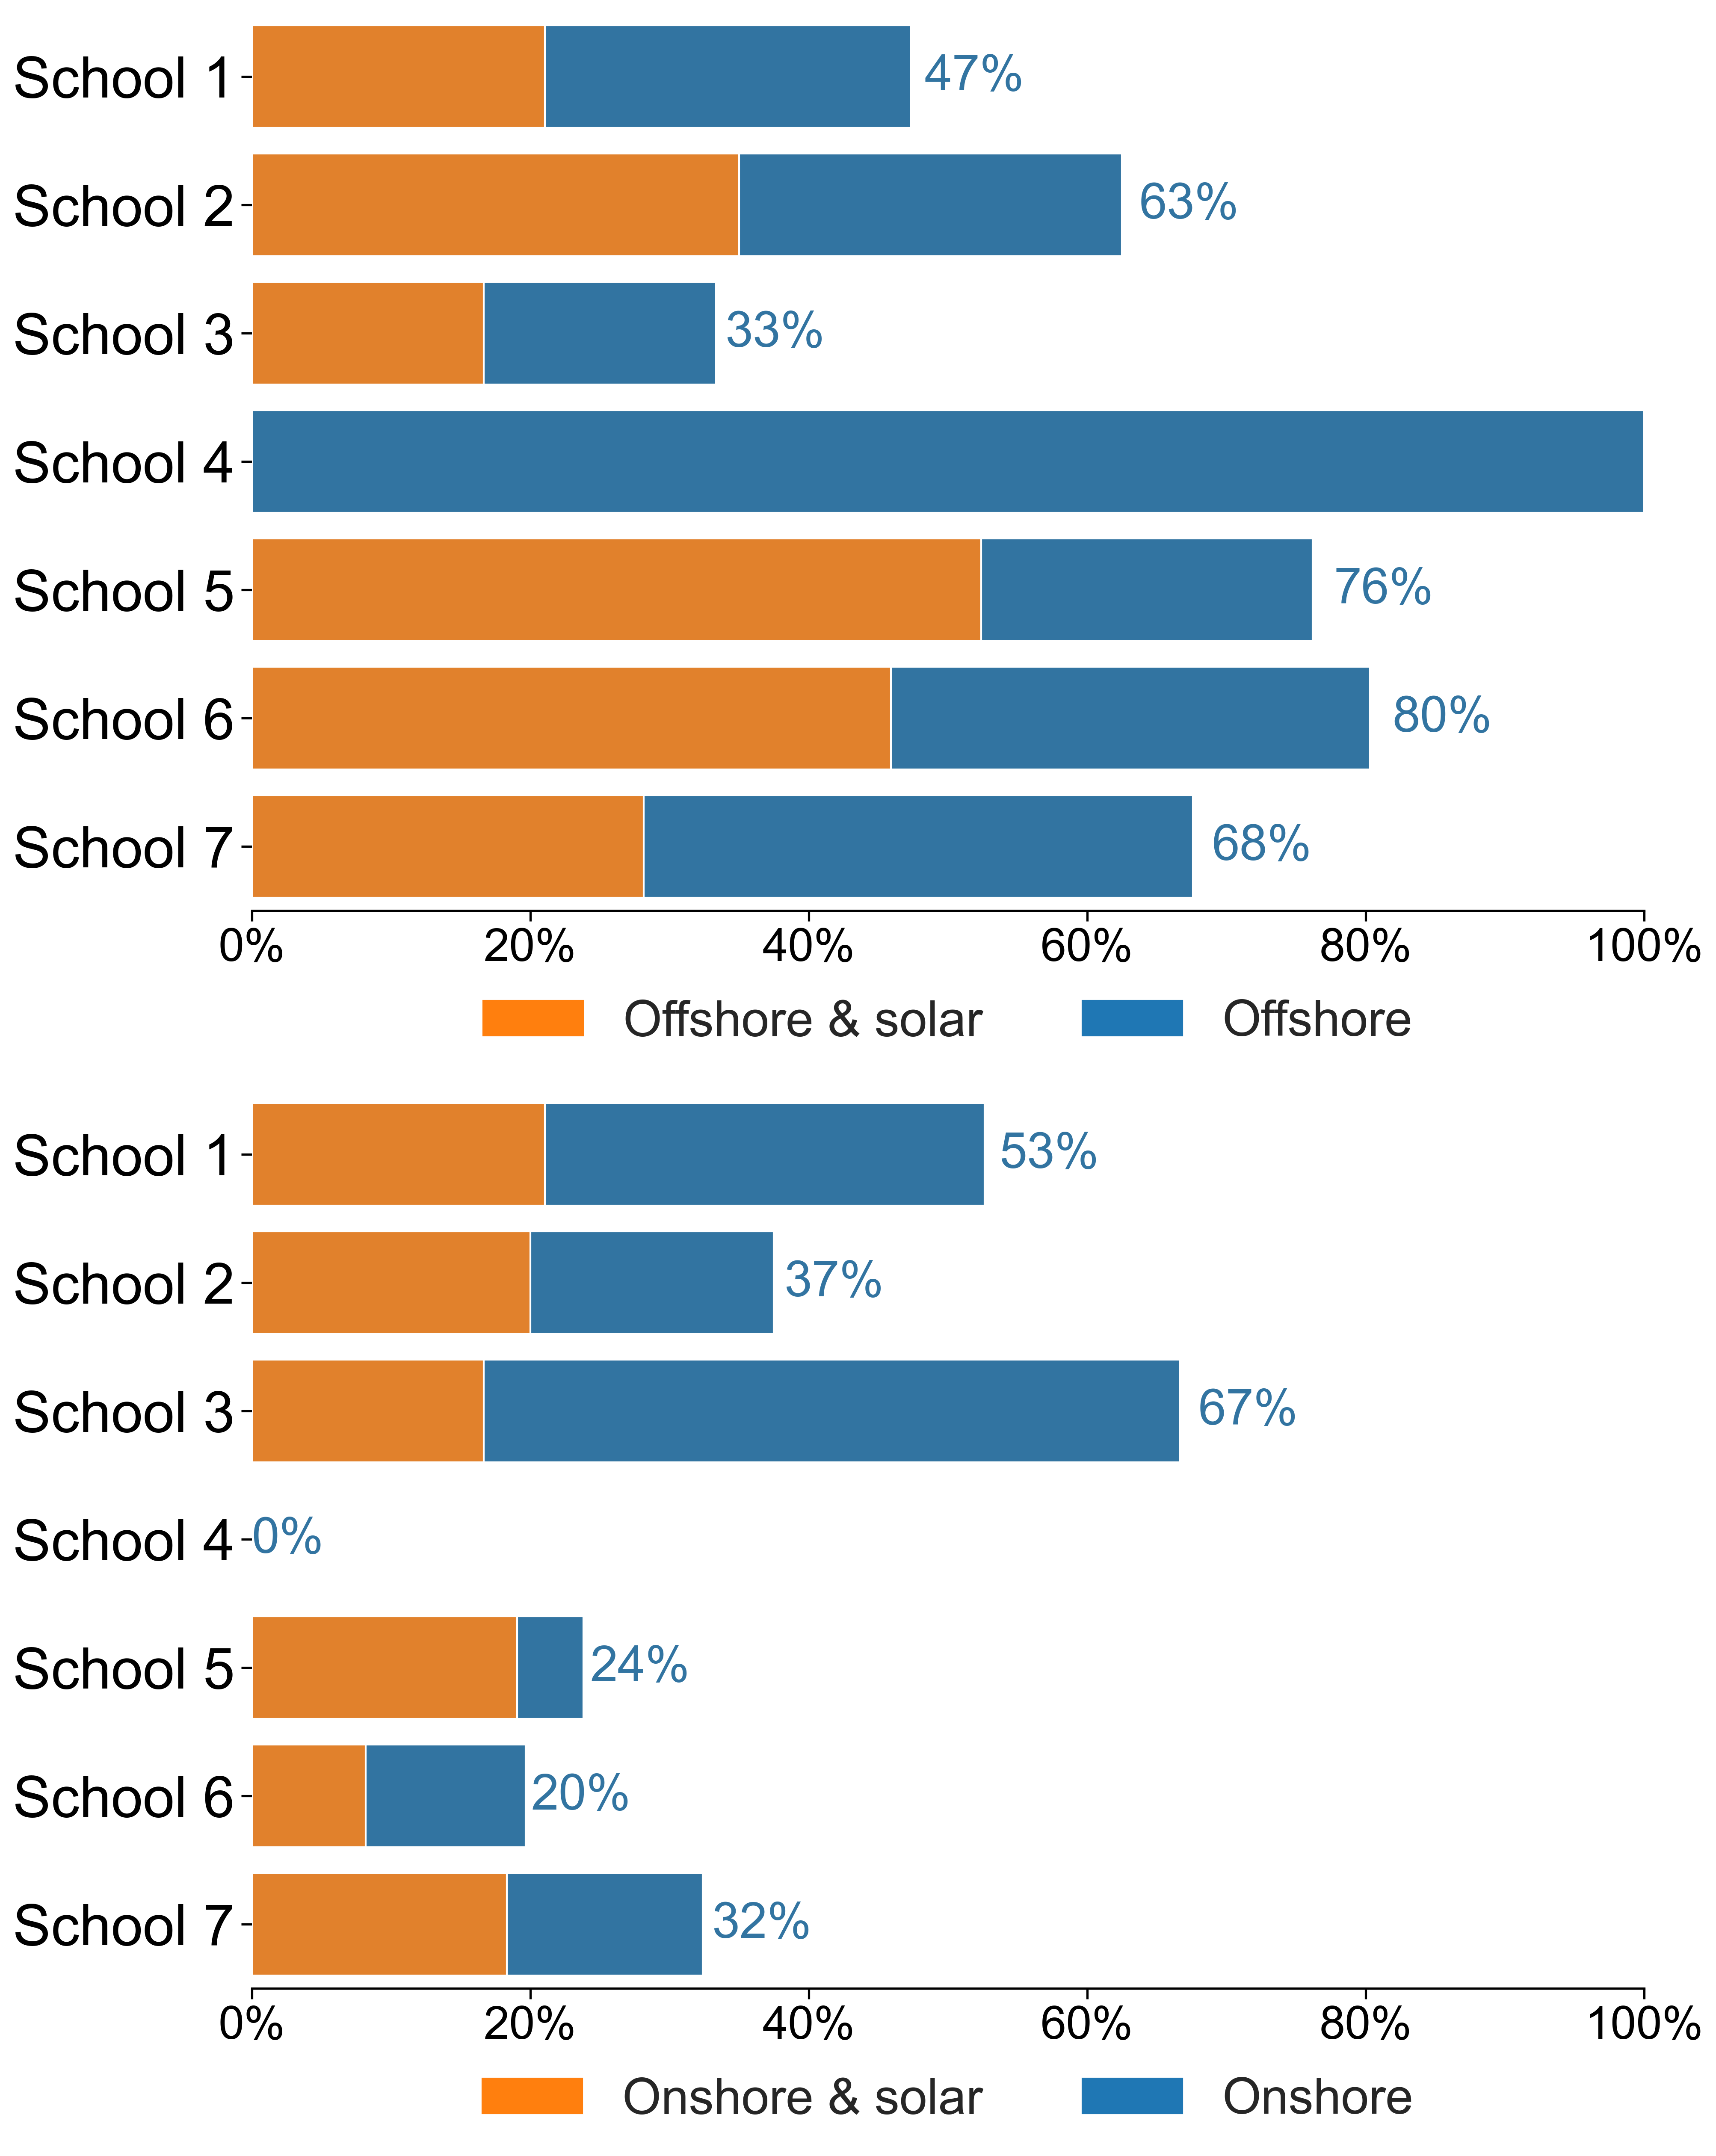 School 1 47%
School 2 63%
School 3 33%
School 4
School 5 76%
School 6 80%
School 7 68%
0% 20% 40% 60% 80% 100%
Offshore & solar Offshore
School 1 53%
School 2 37%
School 3 67%
School 4 0%
School 5 24%
School 6 20%
School 7 32%
0% 20% 40% 60% 80% 100%
Onshore & solar Onshore